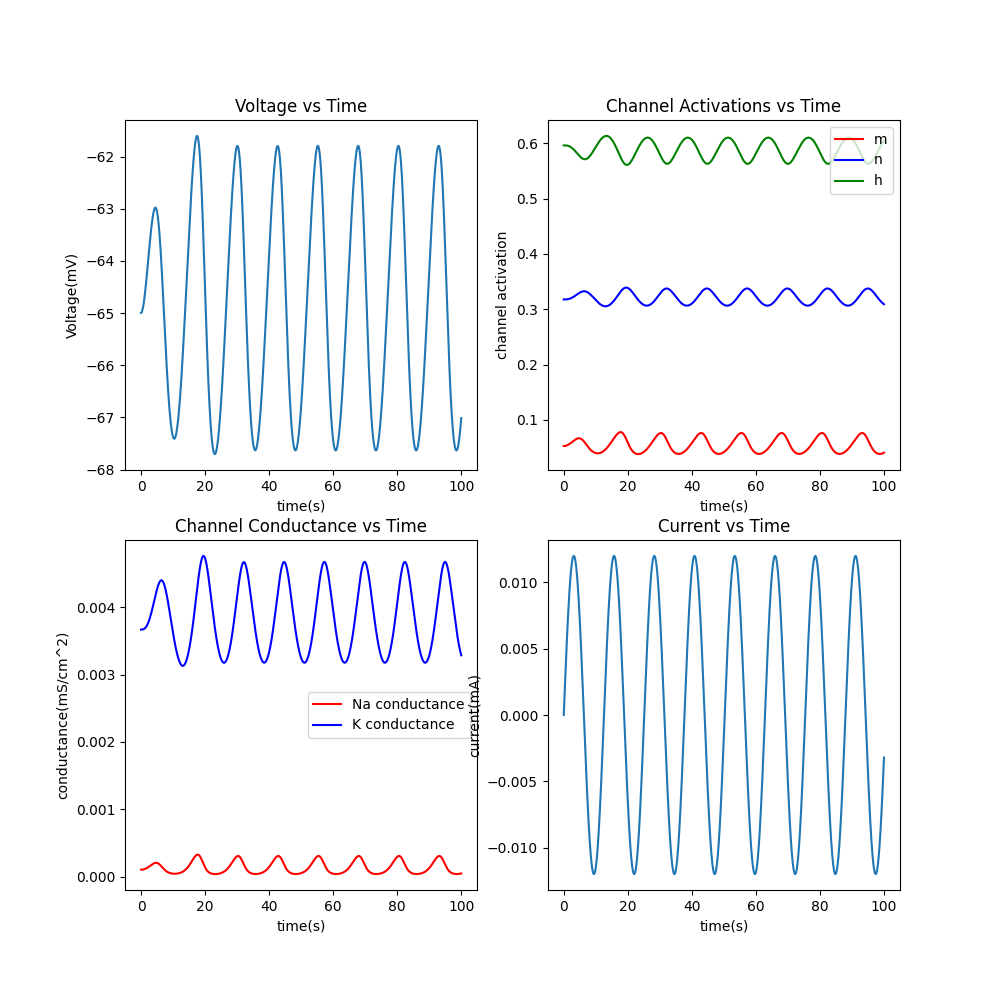 Voltage vs Time
Voltage(mV)
−62
−63
−64
−65
−66
−67
−68
0 20 40 60 80 100
time(s)
Channel Activations vs Time
channel activation
0.6
0.5
0.4
0.3
0.2
0.1
m
n
h
0 20 40 60 80 100
time(s)
Channel Conductance vs Time
conductance(mS/cm^2)
0.004
0.003
0.002
0.001
0.000
Na conductance
K conductance
0 20 40 60 80 100
time(s)
Current vs Time
current(mA)
0.010
0.005
0.000
−0.005
−0.010
0 20 40 60 80 100
time(s)